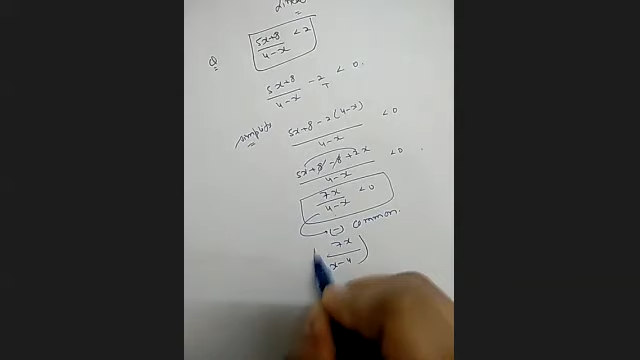 Q (5x+8)/(4-x) < 2
(5x+8)/(4-x) - 2 < 0.
simplify (5x+8-2(4-x))/(4-x) < 0
(5x+8-8+2x)/(4-x) < 0.
7x/(4-x) < 0
(-) common.
7x/(x-4))